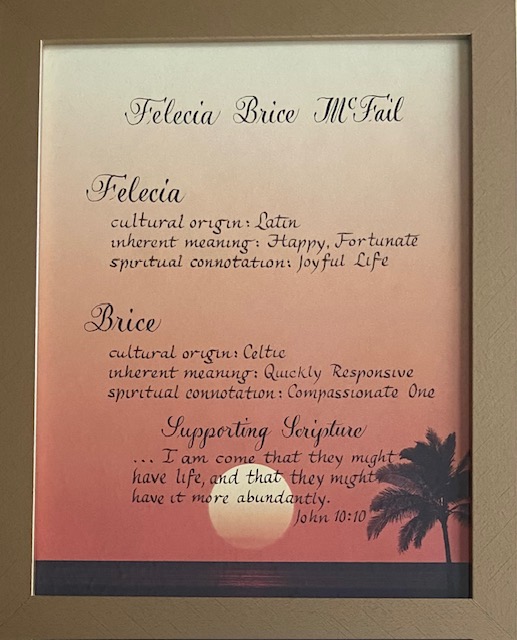 Felecia Brice McFail
Felecia
cultural origin: Latin
inherent meaning: Happy, Fortunate
spiritual connotation: Joyful Life
Brice
cultural origin: Celtic
inherent meaning: Quickly Responsive
spiritual connotation: Compassionate One
Supporting Scripture
... I am come that they might
have life, and that they might
have it more abundantly.
John 10:10